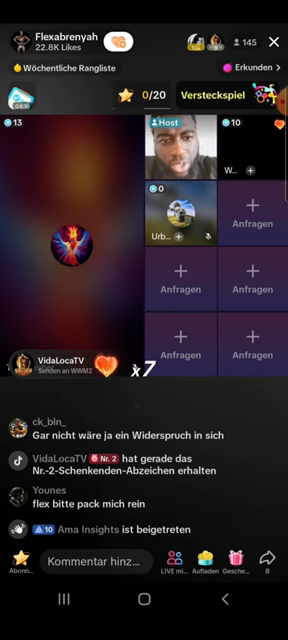 Flexabrenyah
22.8K Likes
145
Wöchentliche Rangliste
Erkunden >
0/20
Versteckspiel
04:16
13
Host
10
W...
0
Urb...
Anfragen
Anfragen
Anfragen
Anfragen
Anfragen
VidaLocaTV
Senden an WWM2
x7
ck_bln_
Gar nicht wäre ja ein Widerspruch in sich
VidaLocaTV Nr. 2 hat gerade das
Nr.-2-Schenkenden-Abzeichen erhalten
Younes
flex bitte pack mich rein
10 Ama Insights ist beigetreten
Kommentar hinz...
Abonn..
LIVE mi...
Aufladen
Gesche...
8